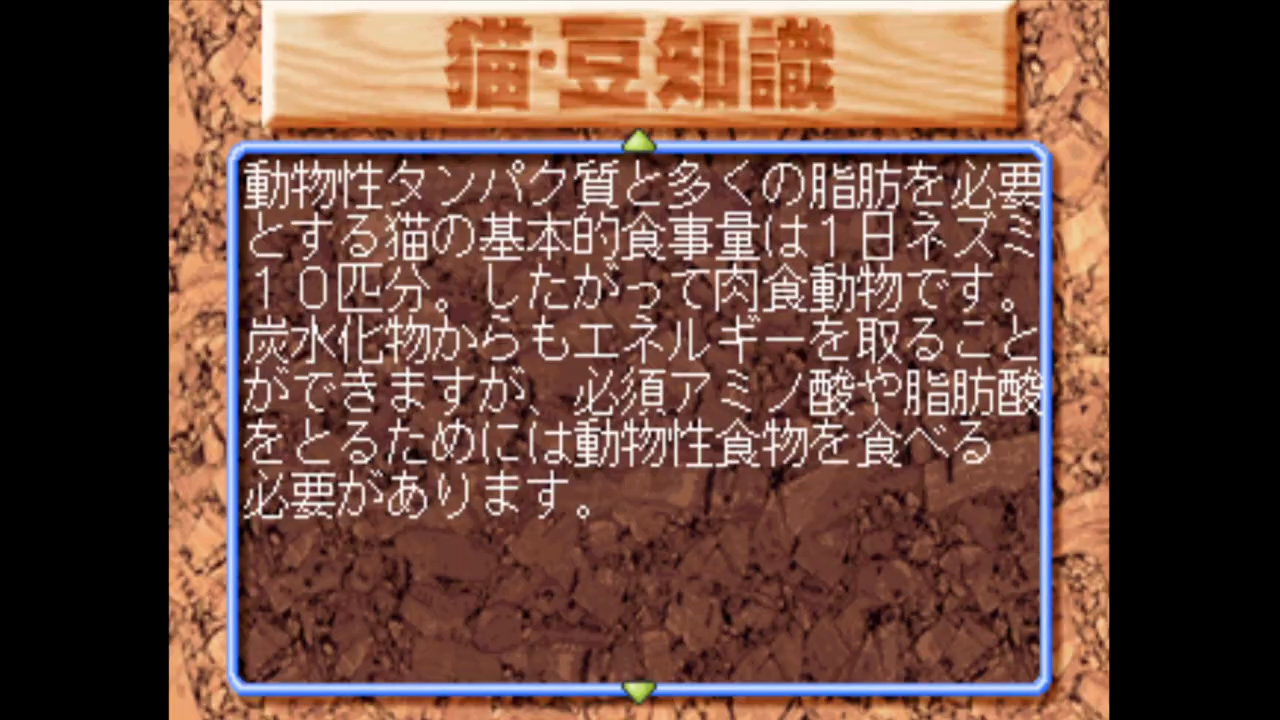 猫・豆知識
動物性タンパク質と多くの脂肪を必要
とする猫の基本的食事量は１日ネズミ
１０匹分。したがって肉食動物です。
炭水化物からもエネルギーを取ること
ができますが、必須アミノ酸や脂肪酸
をとるためには動物性食物を食べる
必要があります。